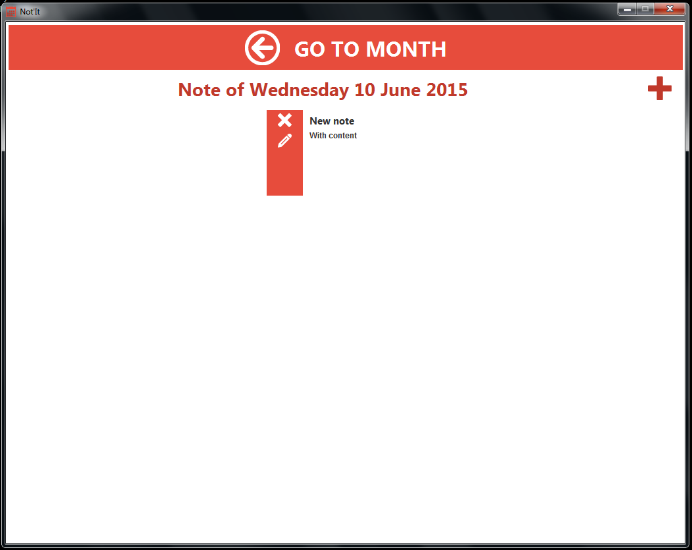 Not'It
GO TO MONTH
Note of Wednesday 10 June 2015
New note
With content